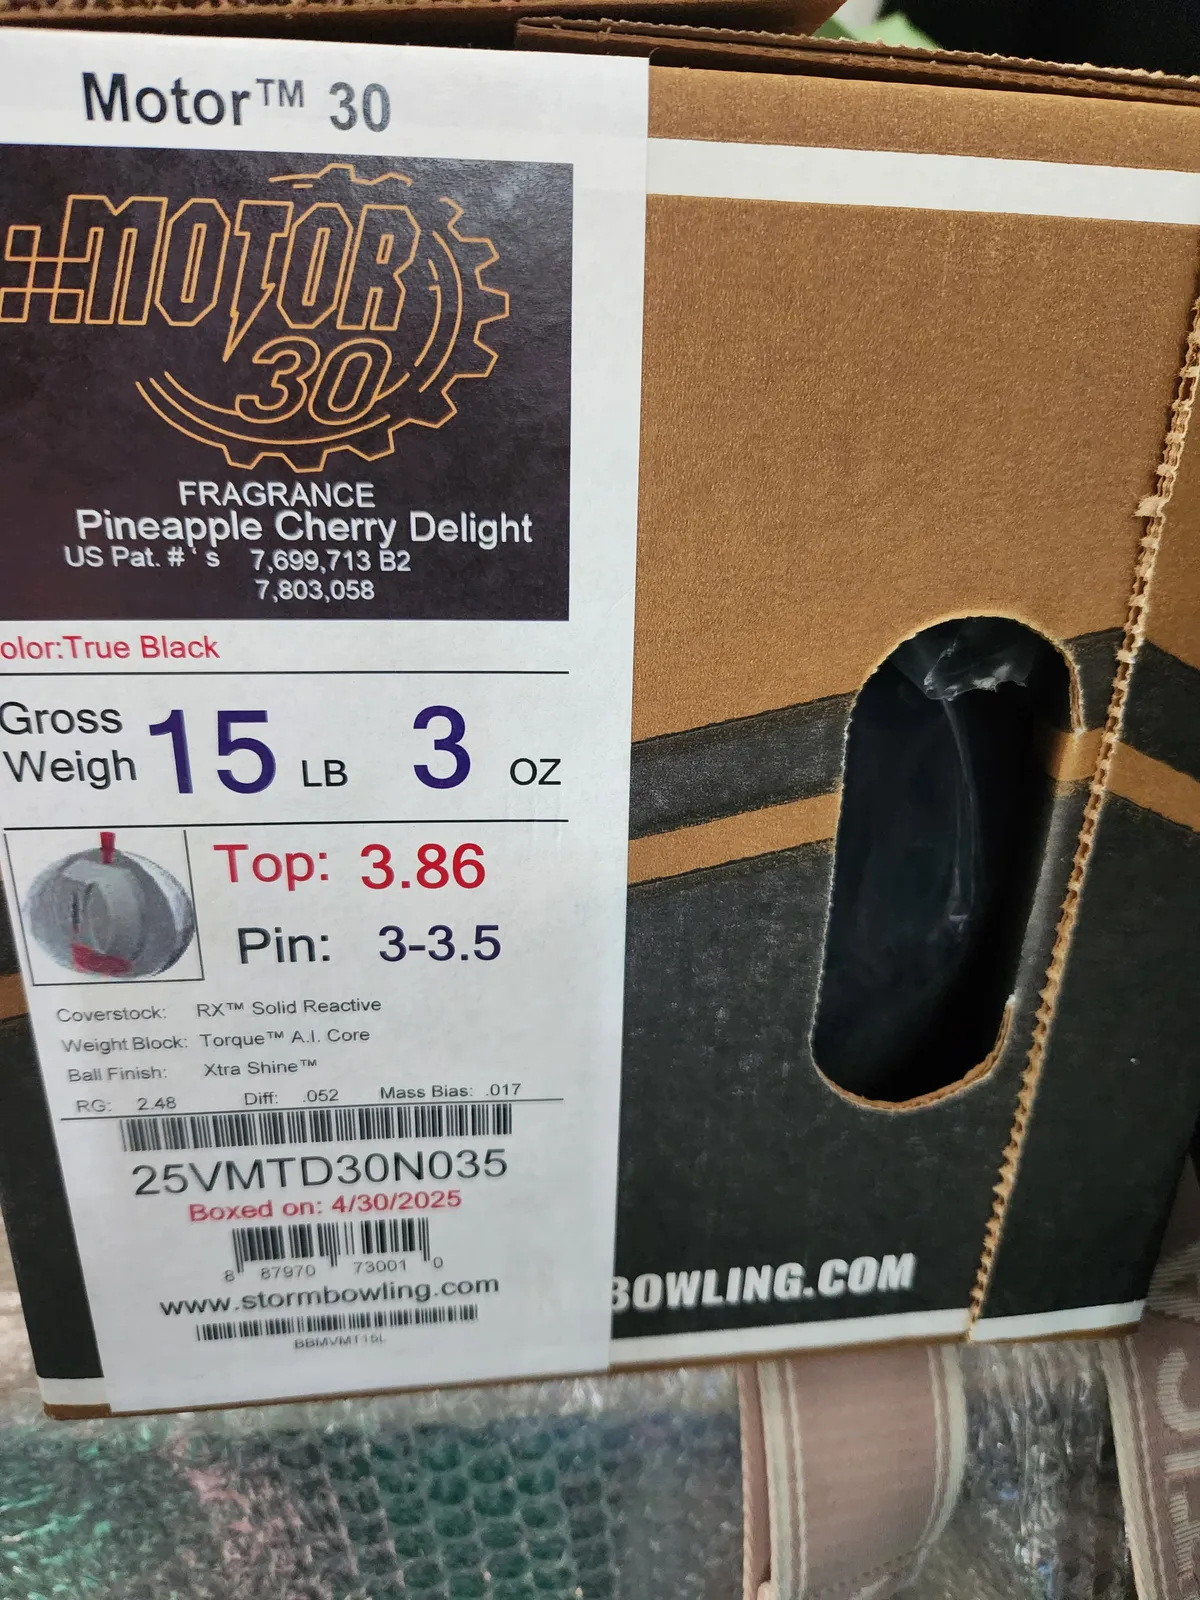 Motor™ 30
MOTOR
30
FRAGRANCE
Pineapple Cherry Delight
US Pat. #'s 7,699,713 B2
7,803,058
olor:True Black
Gross
Weigh 15 LB 3 OZ
Top: 3.86
Pin: 3-3.5
Coverstock: RX™ Solid Reactive
Weight Block: Torque™ A.I. Core
Ball Finish: Xtra Shine™
RG: 2.48 Diff: .052 Mass Bias: .017
25VMTD30N035
Boxed on: 4/30/2025
8 87970 73001 0
www.stormbowling.com
BBMVMT15L
BOWLING.COM